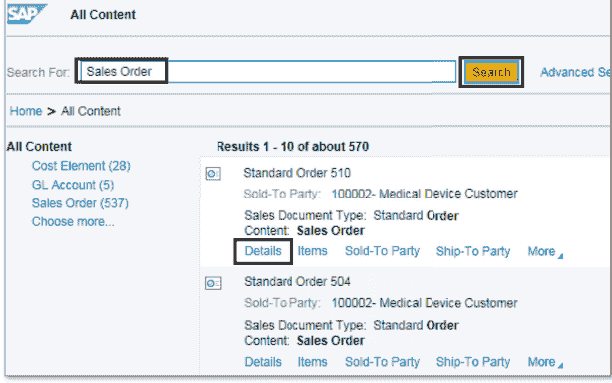 SAP All Content
Search For: Sales Order Search Advanced Se
Home > All Content
All Content
Cost Element (28)
GL Account (5)
Sales Order (537)
Choose more...
Results 1 - 10 of about 570
Standard Order 510
Sold-To Party: 100002- Medical Device Customer
Sales Document Type: Standard Order
Content: Sales Order
Details Items Sold-To Party Ship-To Party More
Standard Order 504
Sold-To Party: 100002- Medical Device Customer
Sales Document Type: Standard Order
Content: Sales Order
Details Items Sold-To Party Ship-To Party More